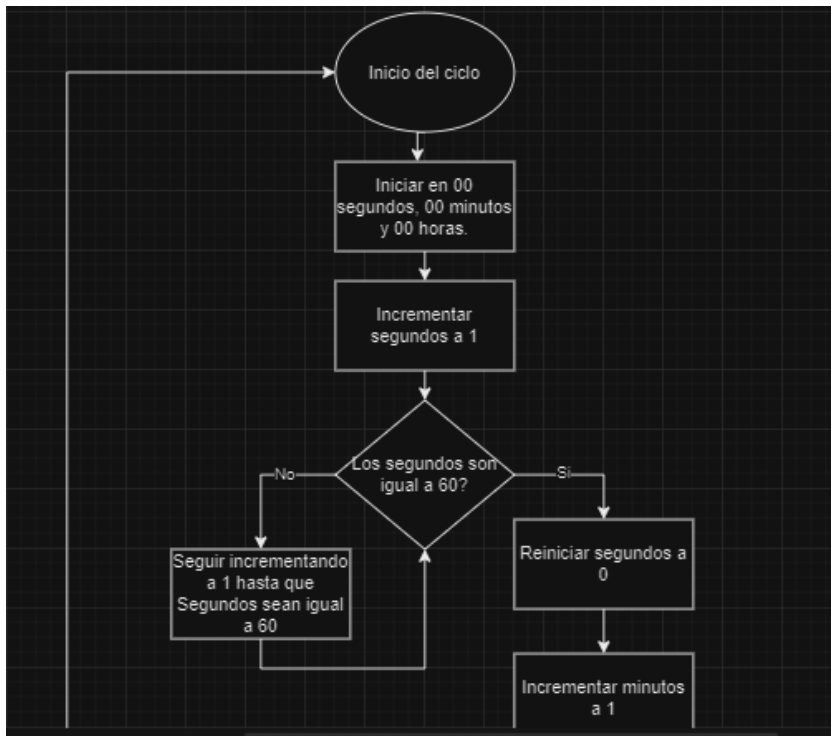 Inicio del ciclo
Iniciar en 00
segundos, 00 minutos
y 00 horas.
Incrementar
segundos a 1
Los segundos son
igual a 60?
No
Si
Seguir incrementando
a 1 hasta que
Segundos sean igual
a 60
Reiniciar segundos a
0
Incrementar minutos
a 1